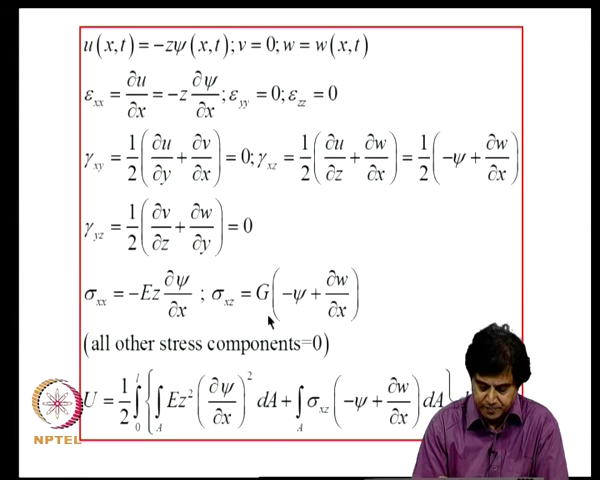 u(x,t) = −zψ(x,t); v = 0; w = w(x,t)
ε_xx = ∂u/∂x = −z ∂ψ/∂x; ε_yy = 0; ε_zz = 0
γ_xy = 1/2 (∂u/∂y + ∂v/∂x) = 0; γ_xz = 1/2 (∂u/∂z + ∂w/∂x) = 1/2 (−ψ + ∂w/∂x)
γ_yz = 1/2 (∂v/∂z + ∂w/∂y) = 0
σ_xx = −Ez ∂ψ/∂x ; σ_xz = G(−ψ + ∂w/∂x)
(all other stress components=0)
U = 1/2 ∫_0^l { ∫_A Ez² (∂ψ/∂x)² dA + ∫_A σ_xz (−ψ + ∂w/∂x) dA }
NPTEL